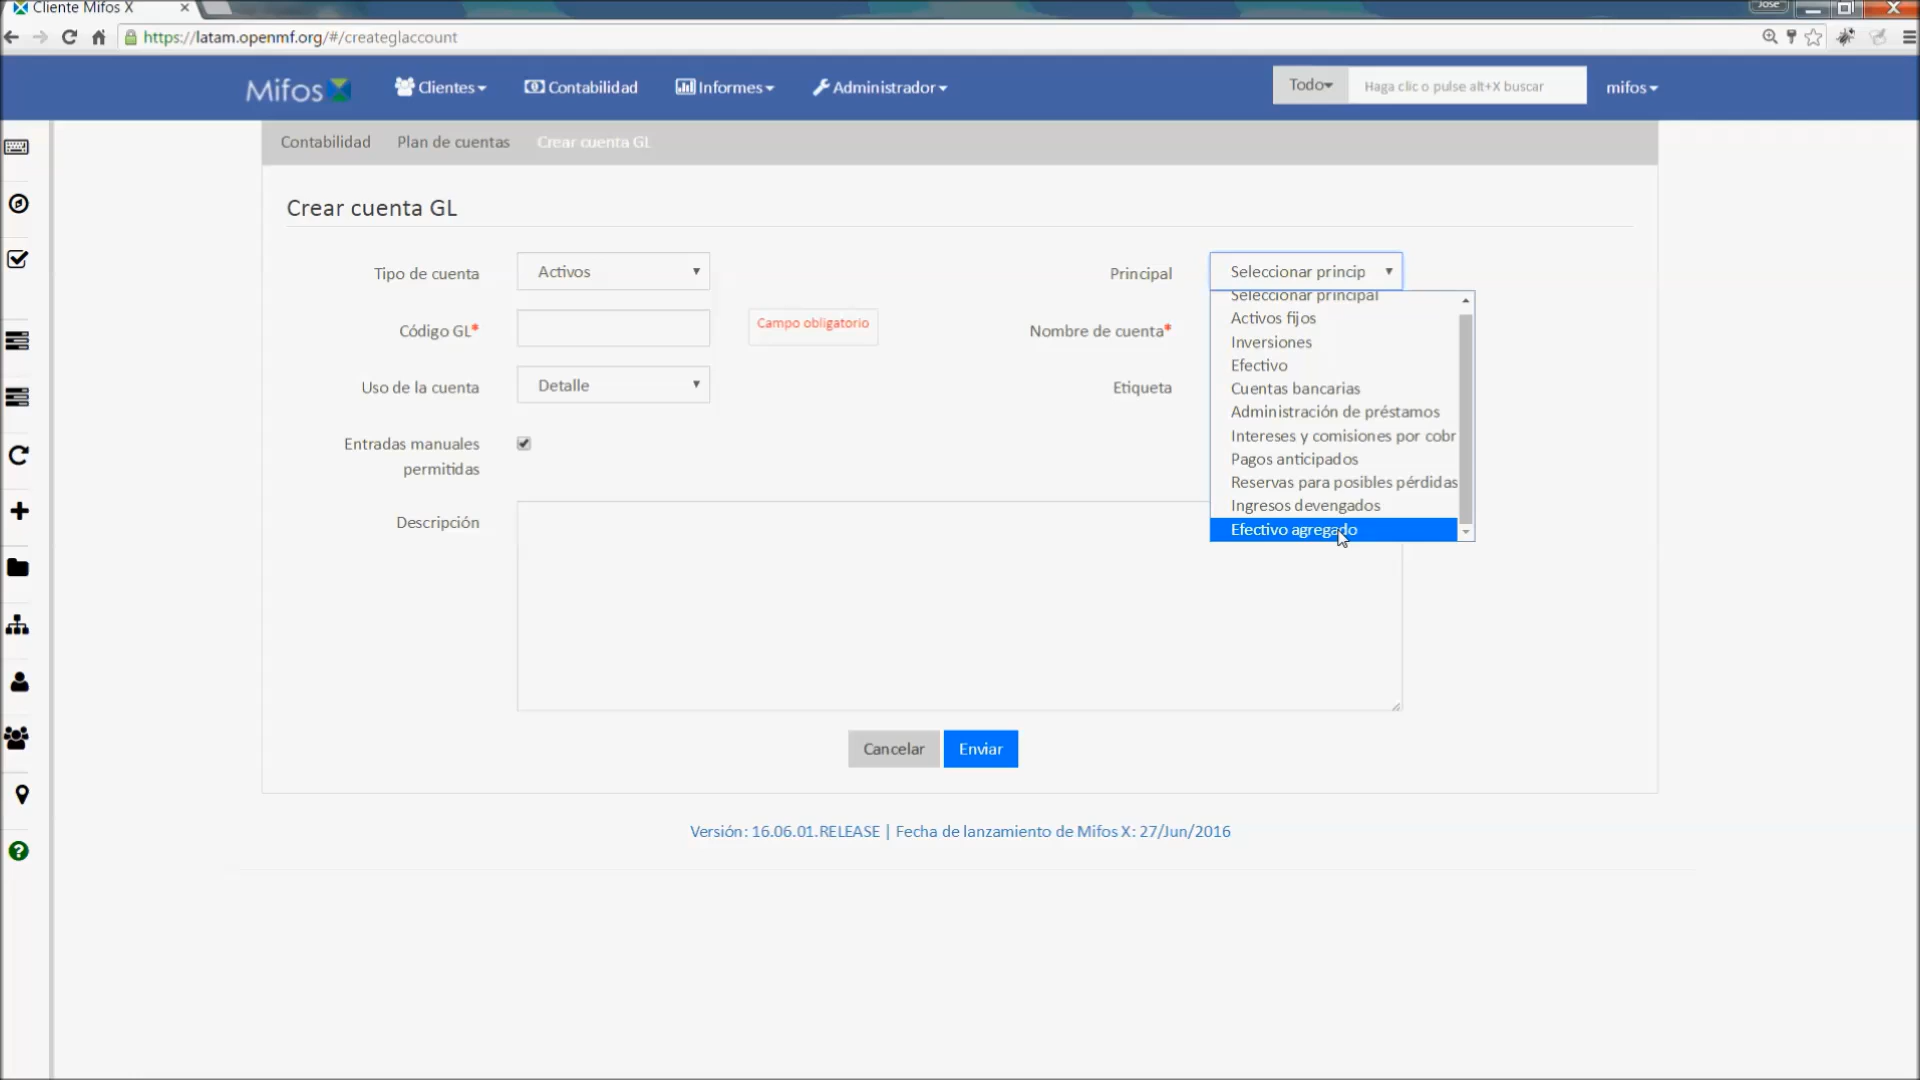 Cliente Mifos X
Jose
https://latam.openmf.org/#/createglaccount
Mifos
Clientes
Contabilidad
Informes
Administrador
Todo
Haga clic o pulse alt+X buscar
mifos
Contabilidad
Plan de cuentas
Crear cuenta GL
Crear cuenta GL
Tipo de cuenta
Activos
Principal
Seleccionar princip
Seleccionar principal
Activos fijos
Inversiones
Efectivo
Cuentas bancarias
Administración de préstamos
Intereses y comisiones por cobr
Pagos anticipados
Reservas para posibles pérdidas
Ingresos devengados
Efectivo agregado
Código GL*
Campo obligatorio
Nombre de cuenta*
Uso de la cuenta
Detalle
Etiqueta
Entradas manuales
permitidas
Descripción
Cancelar
Enviar
Versión: 16.06.01.RELEASE | Fecha de lanzamiento de Mifos X: 27/Jun/2016